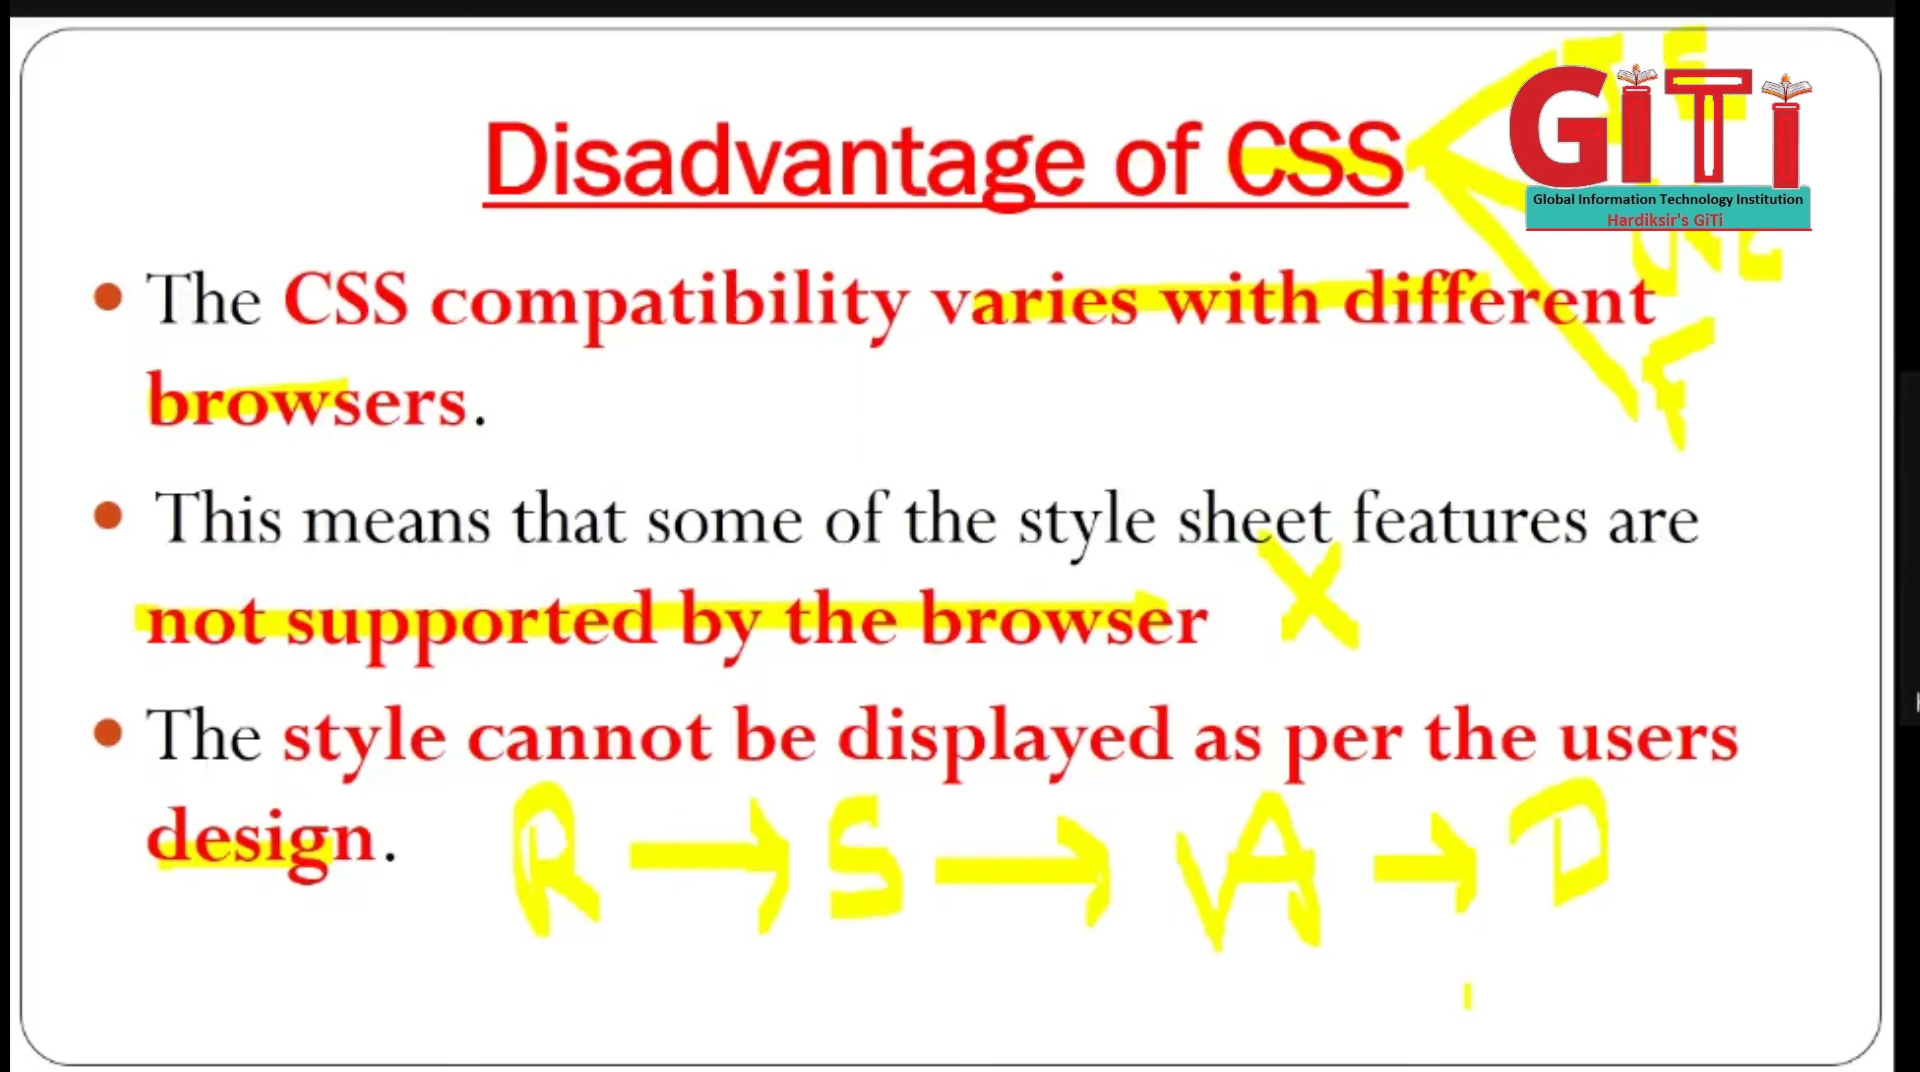 Disadvantage of CSS
GiTi
Global Information Technology Institution
Hardiksir's GiTi
• The CSS compatibility varies with different
browsers.
• This means that some of the style sheet features are
not supported by the browser X
• The style cannot be displayed as per the users
design.
R → S → A → D